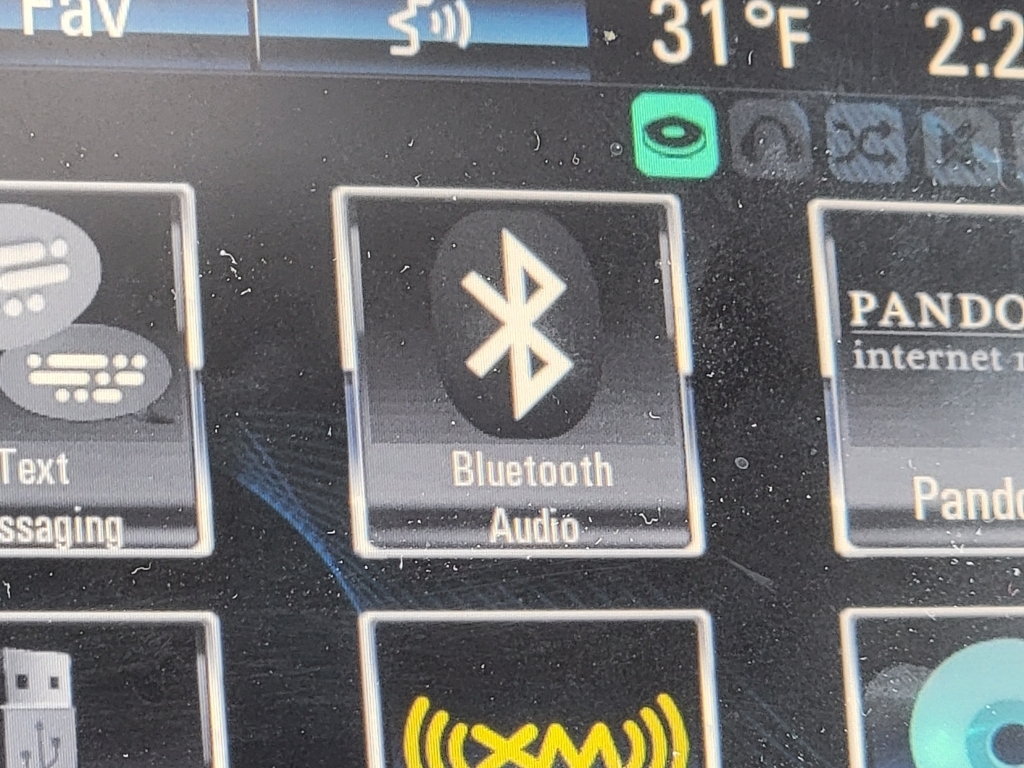 Fav
31°F
2:2
PANDO
internet
Text
ssaging
Bluetooth
Audio
Pando
XM